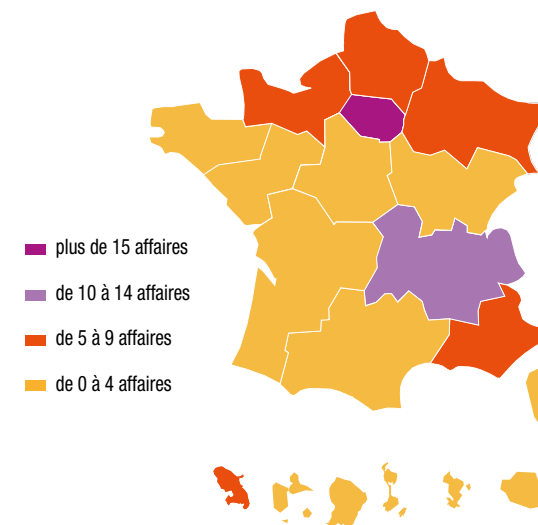 plus de 15 affaires
de 10 à 14 affaires
de 5 à 9 affaires
de 0 à 4 affaires